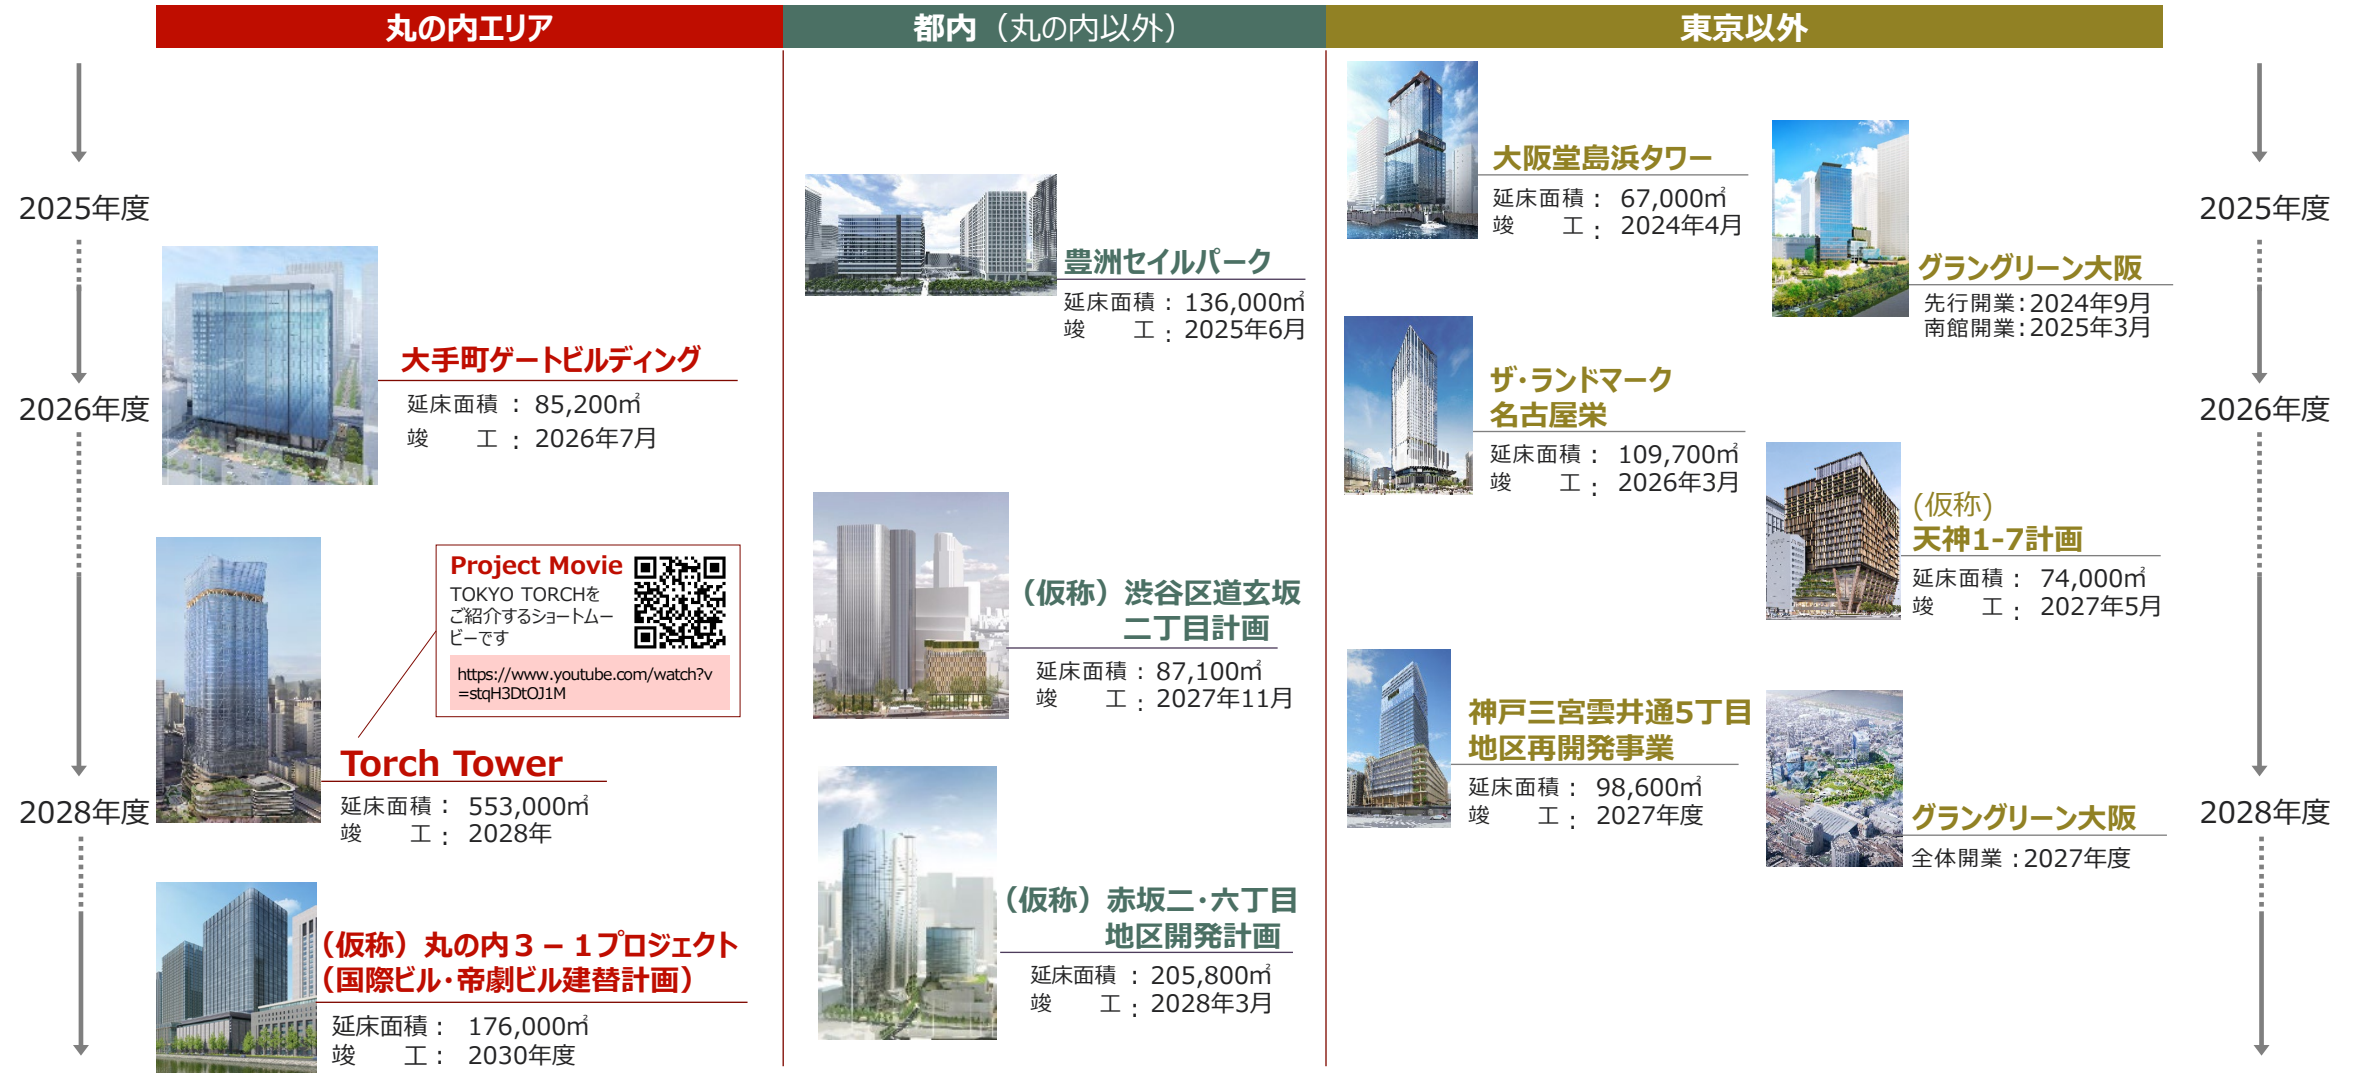 丸の内エリア
都内（丸の内以外）
東京以外
2025年度
2026年度
2028年度
大手町ゲートビルディング
延床面積 ： 85,200㎡
竣　　工 ： 2026年7月
Project Movie
TOKYO TORCHを
ご紹介するショートムー
ビーです
https://www.youtube.com/watch?v
=stqH3DtOJ1M
Torch Tower
延床面積： 553,000㎡
竣　　工： 2028年
（仮称）丸の内３－１プロジェクト
（国際ビル・帝劇ビル建替計画）
延床面積： 176,000㎡
竣　　工： 2030年度
豊洲セイルパーク
延床面積： 136,000㎡
竣　　工： 2025年6月
（仮称）渋谷区道玄坂
二丁目計画
延床面積： 87,100㎡
竣　　工： 2027年11月
（仮称）赤坂二・六丁目
地区開発計画
延床面積 ： 205,800㎡
竣　　工： 2028年3月
大阪堂島浜タワー
延床面積： 67,000㎡
竣　　工： 2024年4月
グラングリーン大阪
先行開業：2024年9月
南館開業：2025年3月
ザ・ランドマーク
名古屋栄
延床面積： 109,700㎡
竣　　工： 2026年3月
(仮称)
天神1-7計画
延床面積： 74,000㎡
竣　　工： 2027年5月
神戸三宮雲井通5丁目
地区再開発事業
延床面積： 98,600㎡
竣　　工： 2027年度
グラングリーン大阪
全体開業：2027年度
2025年度
2026年度
2028年度